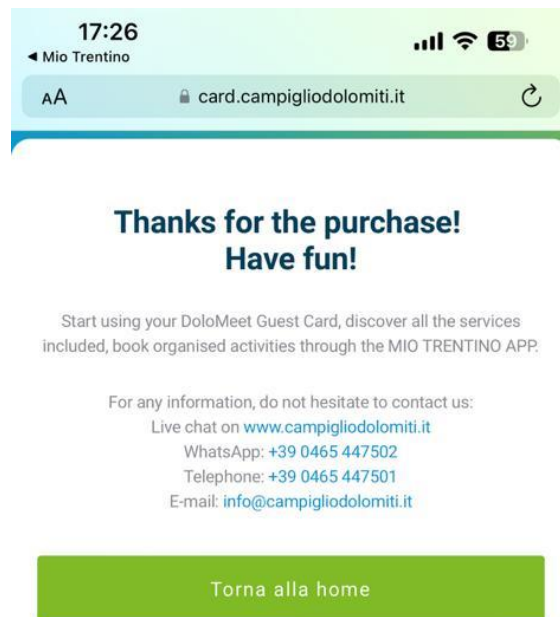 17:26
59
◀ Mio Trentino
AA card.campigliodolomiti.it
Thanks for the purchase!
Have fun!
Start using your DoloMeet Guest Card, discover all the services
included, book organised activities through the MIO TRENTINO APP.
For any information, do not hesitate to contact us:
Live chat on www.campigliodolomiti.it
WhatsApp: +39 0465 447502
Telephone: +39 0465 447501
E-mail: info@campigliodolomiti.it
Torna alla home